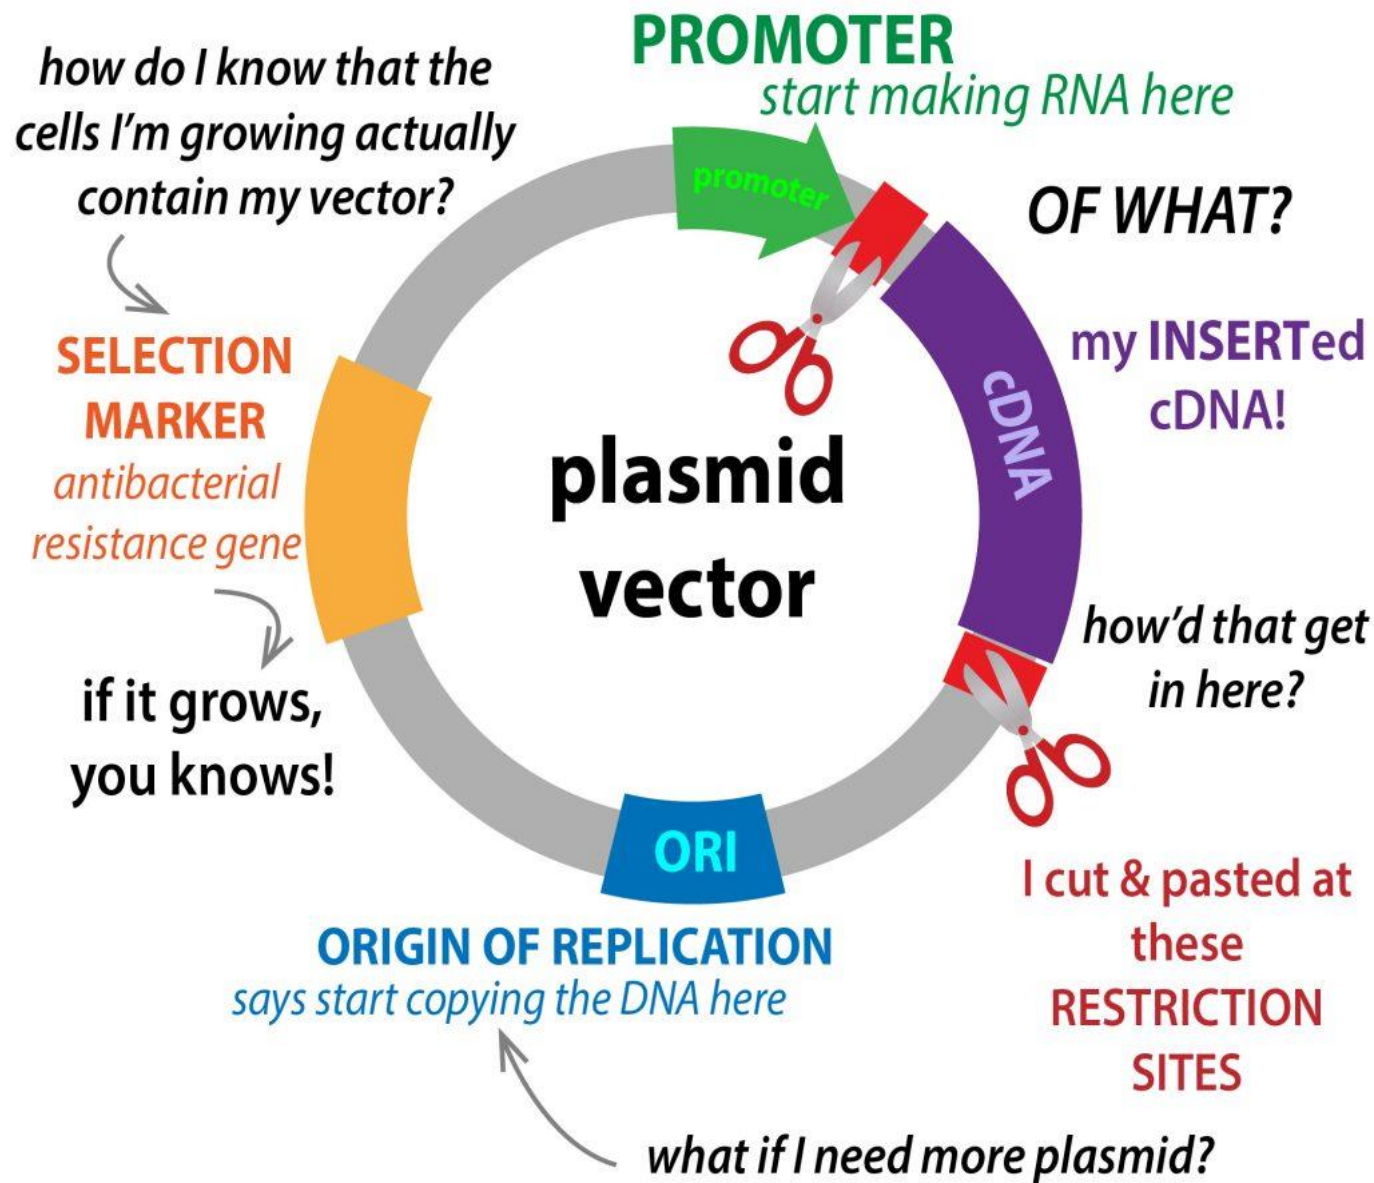 PROMOTER
start making RNA here
how do I know that the
cells I'm growing actually
contain my vector?
promoter
OF WHAT?
my INSERTed
cDNA!
cDNA
SELECTION
MARKER
antibacterial
resistance gene
plasmid
vector
how'd that get
in here?
if it grows,
you knows!
ORI
I cut & pasted at
these
RESTRICTION
SITES
ORIGIN OF REPLICATION
says start copying the DNA here
what if I need more plasmid?